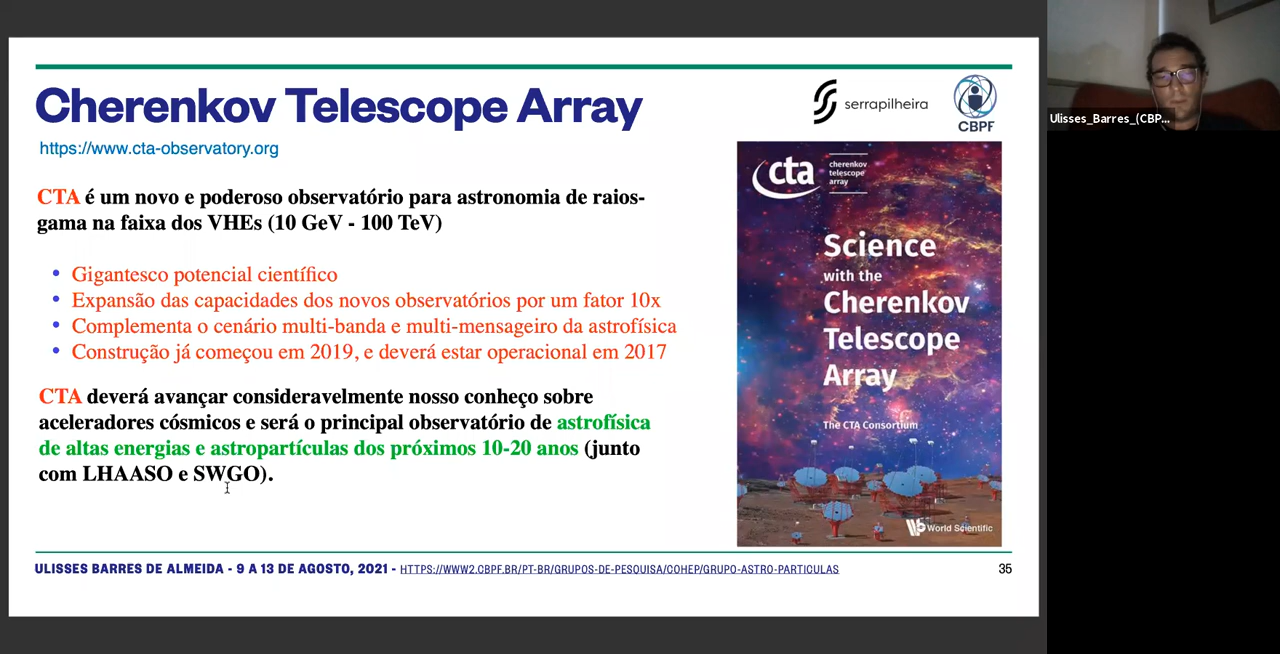 Cherenkov Telescope Array
serrapilheira
CBPF
https://www.cta-observatory.org
CTA é um novo e poderoso observatório para astronomia de raios-
gama na faixa dos VHEs (10 GeV - 100 TeV)
• Gigantesco potencial científico
• Expansão das capacidades dos novos observatórios por um fator 10x
• Complementa o cenário multi-banda e multi-mensageiro da astrofísica
• Construção já começou em 2019, e deverá estar operacional em 2017
CTA deverá avançar consideravelmente nosso conheço sobre
aceleradores cósmicos e será o principal observatório de astrofísica
de altas energias e astropartículas dos próximos 10-20 anos (junto
com LHAASO e SWGO).
cta
cherenkov
telescope
array
Science
with the
Cherenkov
Telescope
Array
The CTA Consortium
World Scientific
ULISSES BARRES DE ALMEIDA - 9 A 13 DE AGOSTO, 2021 - HTTPS://WWW2.CBPF.BR/PT-BR/GRUPOS-DE-PESQUISA/COHEP/GRUPO-ASTRO-PARTICULAS
35
Ulisses_Barres_(CBP...